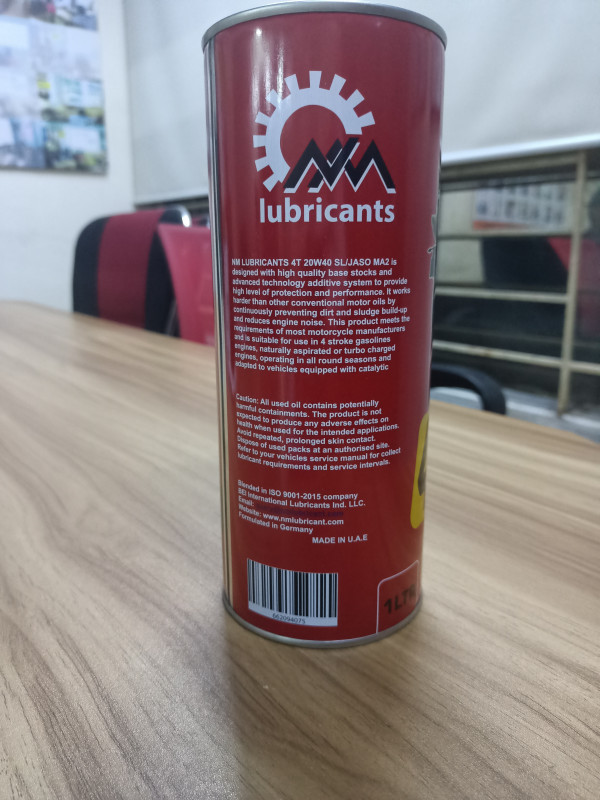 NM
lubricants
NM LUBRICANTS 4T 20W40 SL/JASO MA2 is
designed with high quality base stocks and
advanced technology additive system to provide
high level of protection and performance. It works
harder than other conventional motor oils by
continuously preventing dirt and sludge build-up
and reduces engine noise. This product meets the
requirements of most motorcycle manufacturers
and is suitable for use in 4 stroke gasolines
engines, naturally aspirated or turbo charged
engines, operating in all round seasons and
adapted to vehicles equipped with catalytic
Caution: All used oil contains potentially
harmful containments. The product is not
expected to produce any adverse effects on
health when used for the intended applications.
Avoid repeated, prolonged skin contact.
Dispose of used packs at an authorised site.
Refer to your vehicles service manual for collect
lubricant requirements and service intervals.
Blended in ISO 9001-2015 company
BEI International Lubricants Ind. LLC.
Email:
Website: www.nmlubricant.com
Formulated in Germany
MADE IN U.A.E
1 LTR